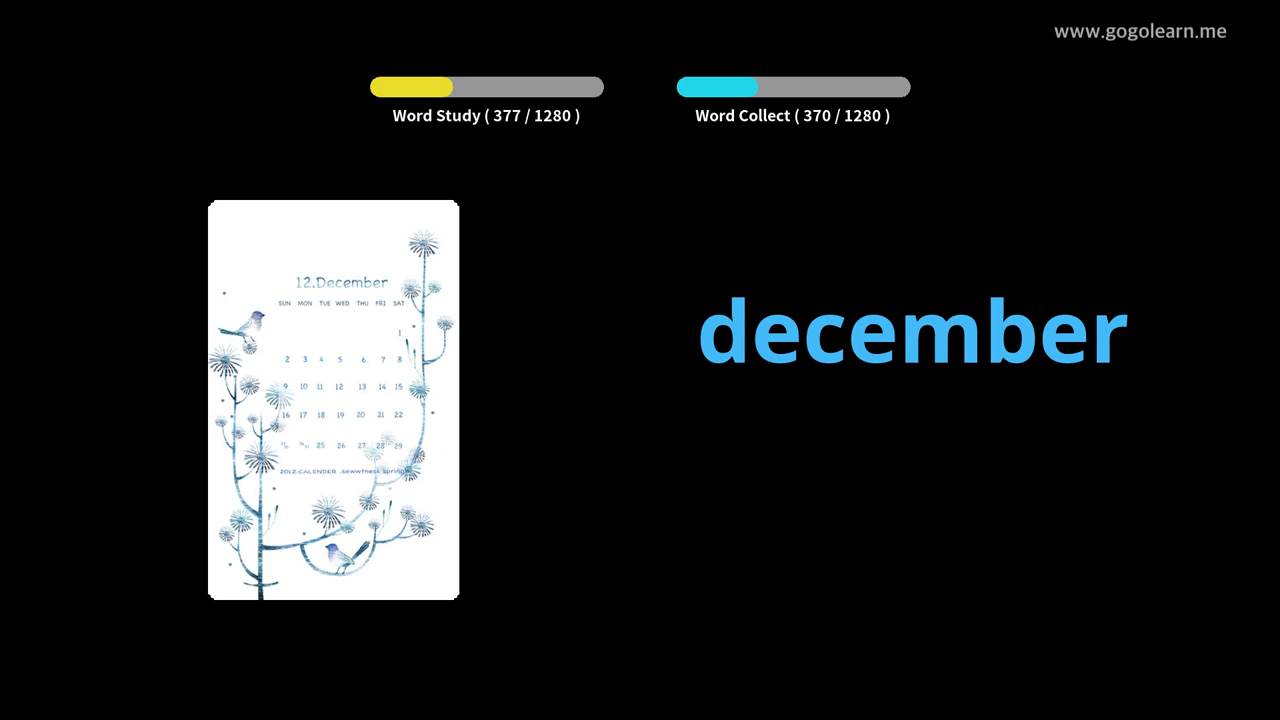 www.gogolearn.me
Word Study ( 377 / 1280 )
Word Collect ( 370 / 1280 )
december
12.December
SUN MON TUE WED THU FRI SAT
1
2 3 4 5 6 7 8
9 10 11 12 13 14 15
16 17 18 19 20 21 22
25 26 27 28 29
2012.CALENDER